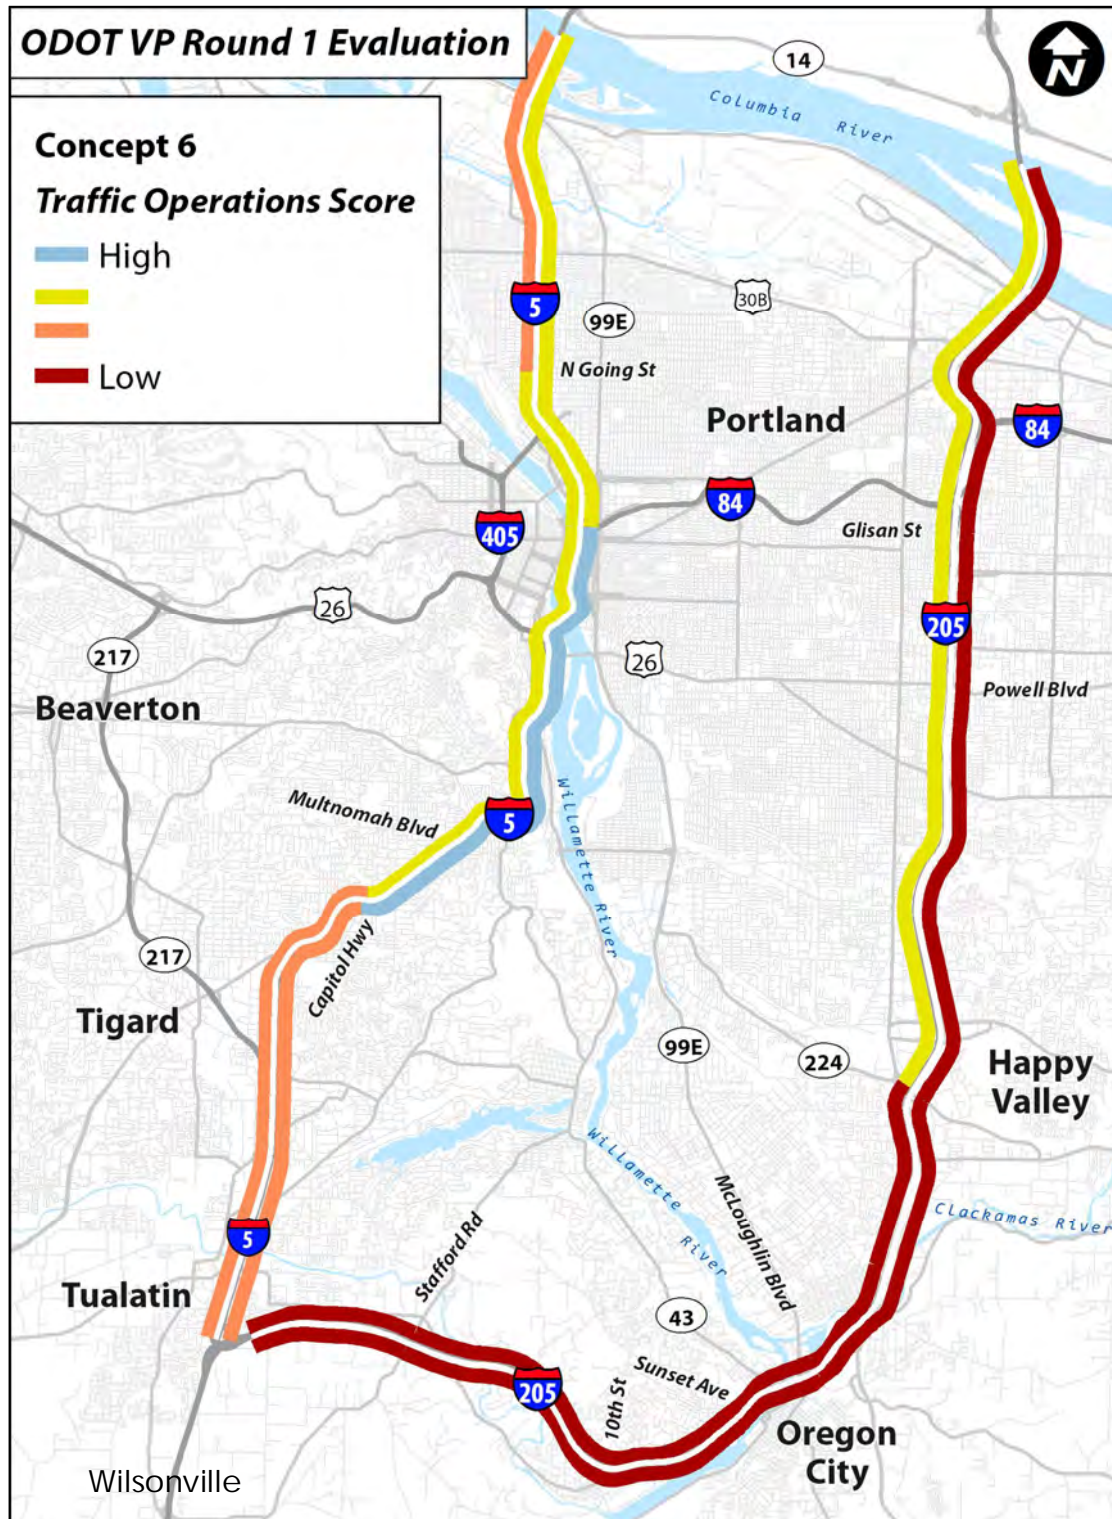 ODOT VP Round 1 Evaluation
N
14
Columbia River
Concept 6
Traffic Operations Score
High
Low
5
30B
99E
N Going St
Portland
84
84
405
Glisan St
26
205
217
26
Beaverton
Powell Blvd
Multnomah Blvd
5
Willamette River
Capitol Hwy
217
Tigard
99E
224
Happy
Valley
Willamette River
McLoughlin Blvd
Clackamas River
Stafford Rd
5
Tualatin
43
Sunset Ave
205
10th St
Oregon
City
Wilsonville